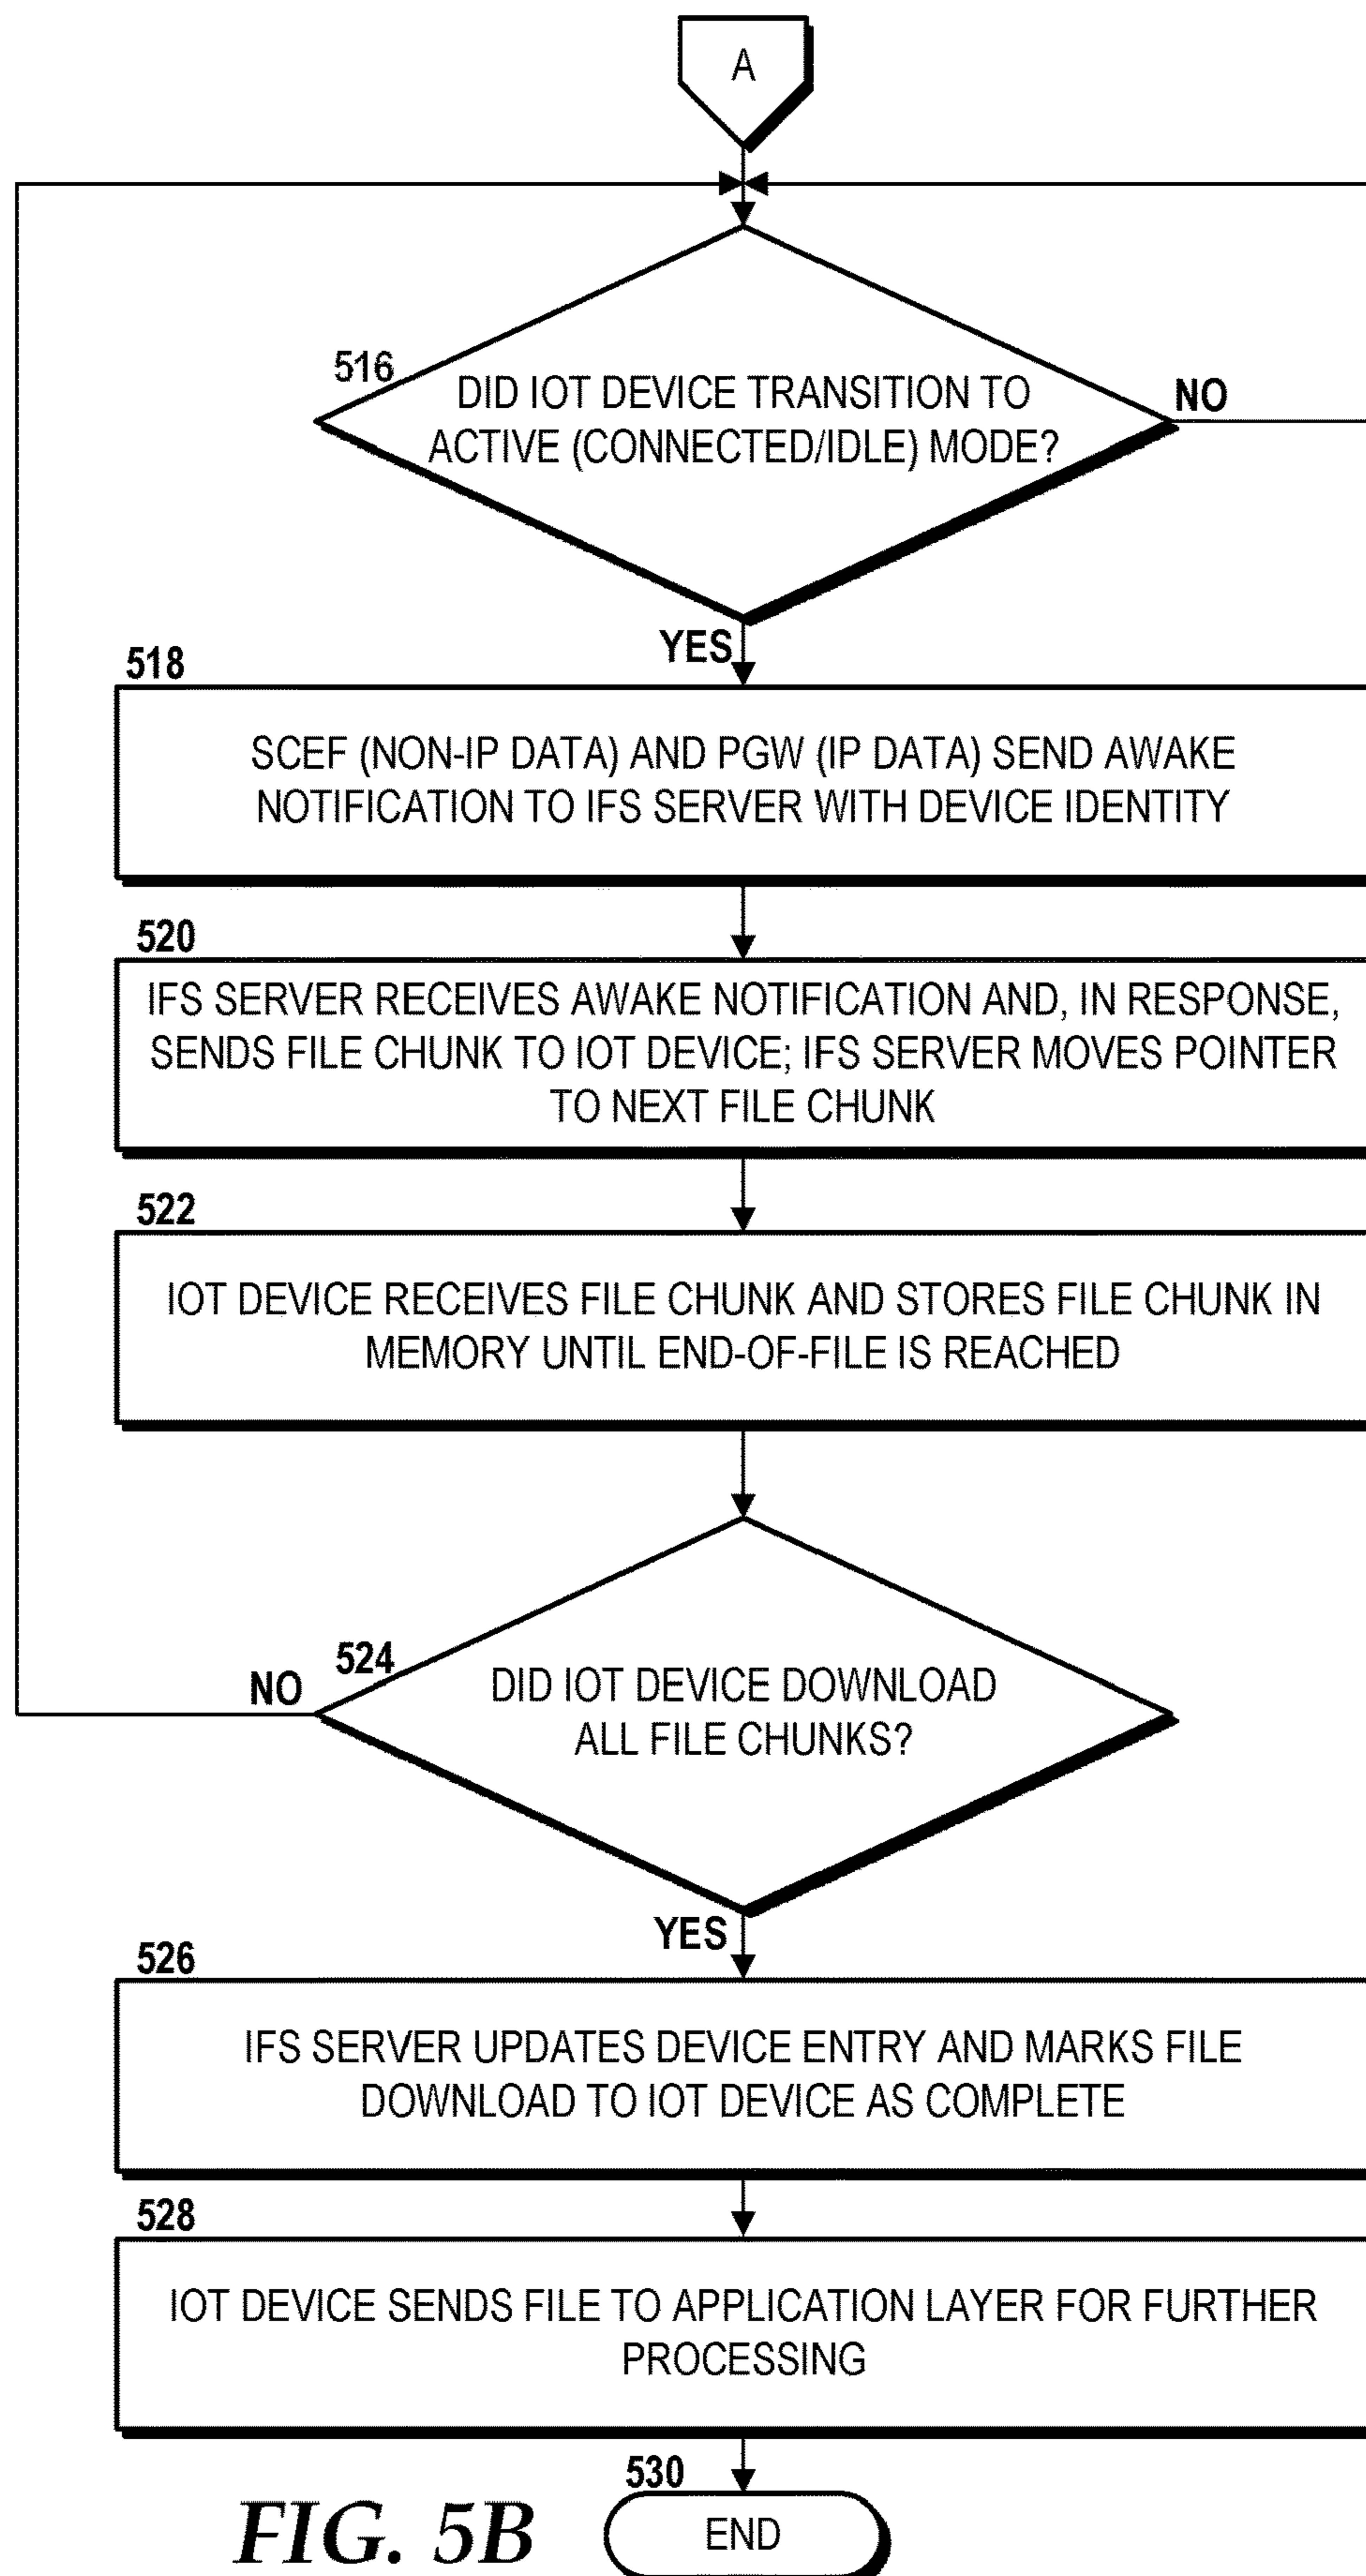 A
516
DID IOT DEVICE TRANSITION TO
ACTIVE (CONNECTED/IDLE) MODE?
NO
YES
518
SCEF (NON-IP DATA) AND PGW (IP DATA) SEND AWAKE
NOTIFICATION TO IFS SERVER WITH DEVICE IDENTITY
520
IFS SERVER RECEIVES AWAKE NOTIFICATION AND, IN RESPONSE,
SENDS FILE CHUNK TO IOT DEVICE; IFS SERVER MOVES POINTER
TO NEXT FILE CHUNK
522
IOT DEVICE RECEIVES FILE CHUNK AND STORES FILE CHUNK IN
MEMORY UNTIL END-OF-FILE IS REACHED
524
NO
DID IOT DEVICE DOWNLOAD
ALL FILE CHUNKS?
YES
526
IFS SERVER UPDATES DEVICE ENTRY AND MARKS FILE
DOWNLOAD TO IOT DEVICE AS COMPLETE
528
IOT DEVICE SENDS FILE TO APPLICATION LAYER FOR FURTHER
PROCESSING
530
FIG. 5B
END